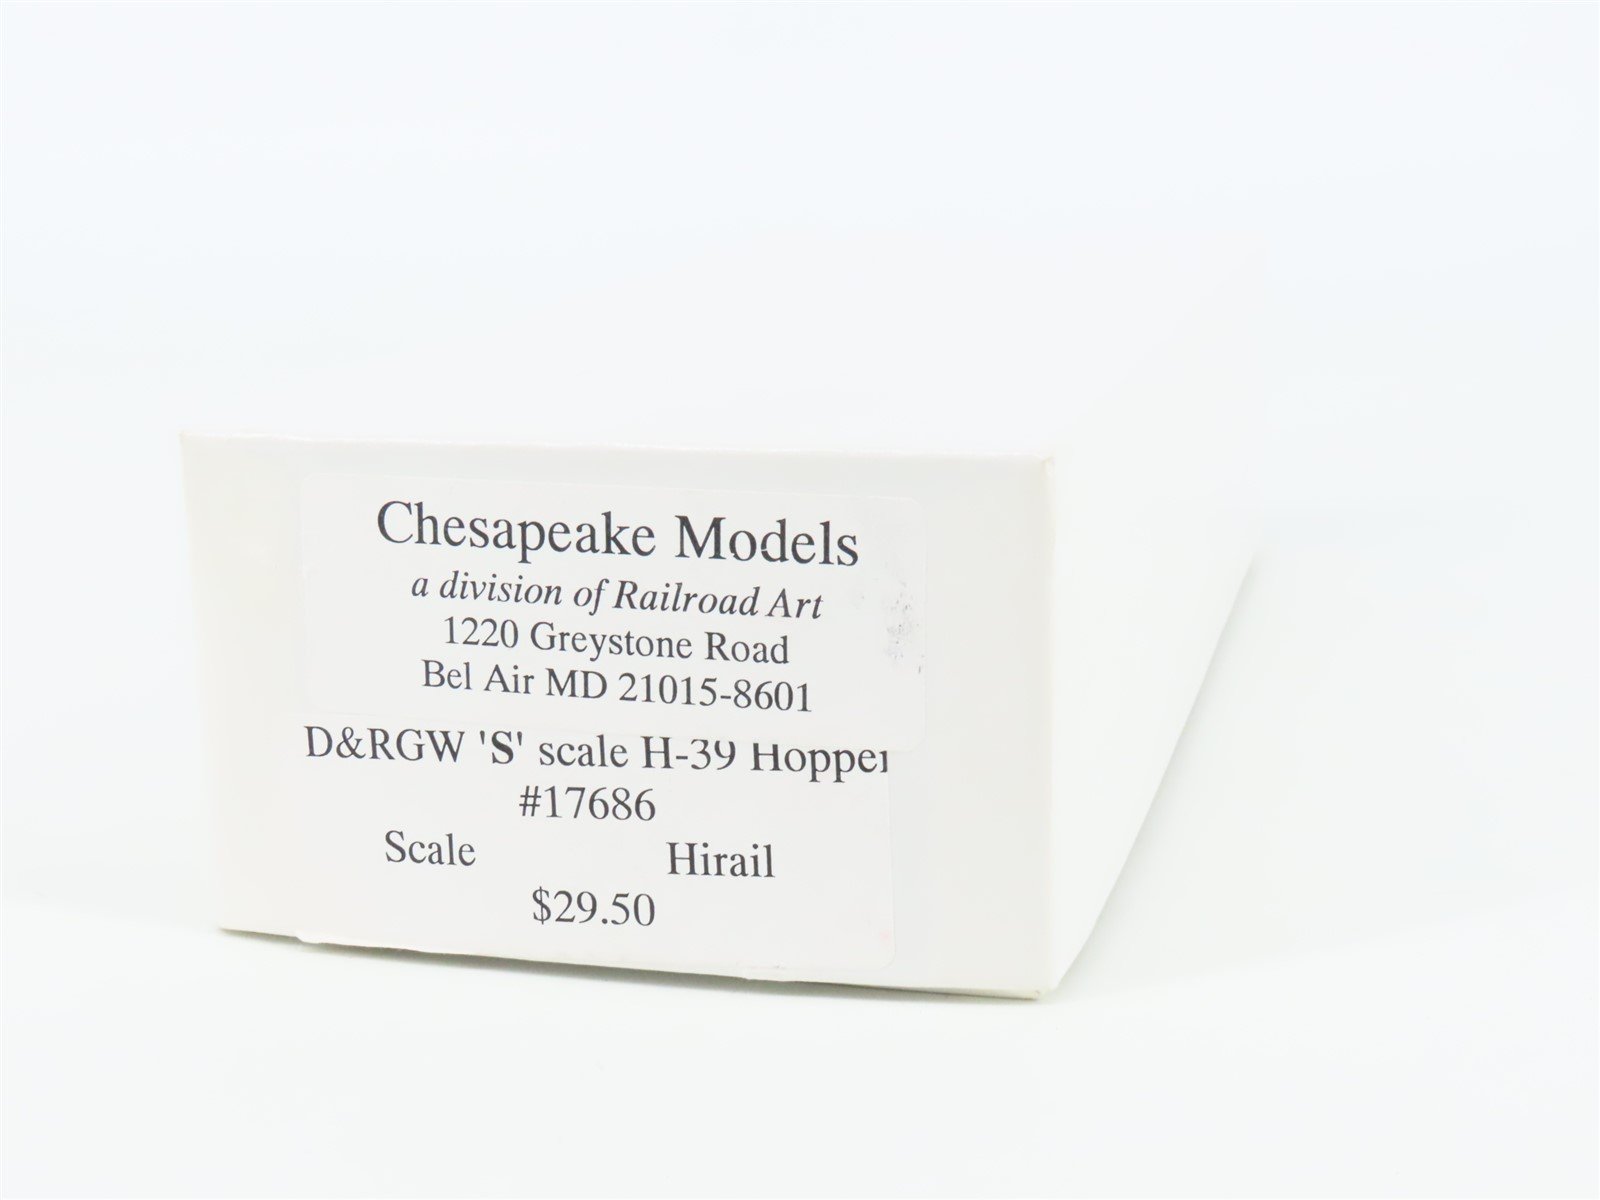 Chesapeake Models
a division of Railroad Art
1220 Greystone Road
Bel Air MD 21015-8601
D&RGW 'S' scale H-39 Hopper
#17686
Scale Hirail
$29.50